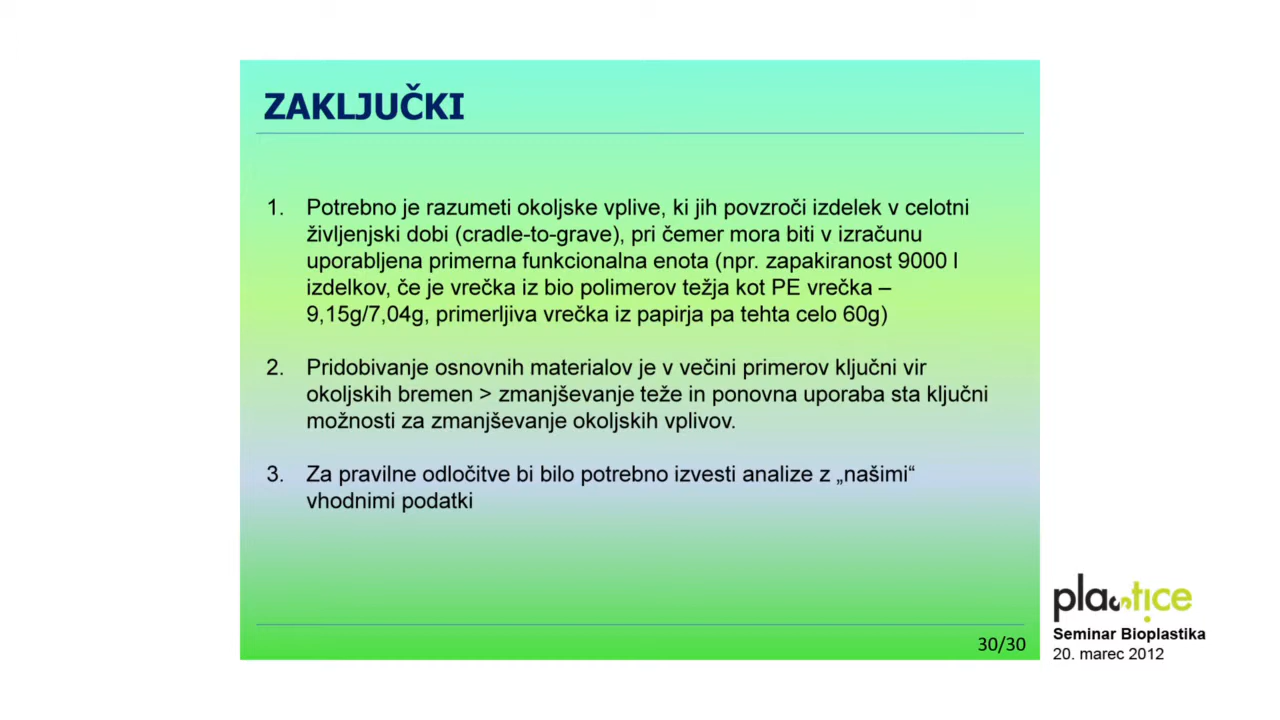 ZAKLJUČKI
1. Potrebno je razumeti okoljske vplive, ki jih povzroči izdelek v celotni
življenjski dobi (cradle-to-grave), pri čemer mora biti v izračunu
uporabljena primerna funkcionalna enota (npr. zapakiranost 9000 l
izdelkov, če je vrečka iz bio polimerov težja kot PE vrečka –
9,15g/7,04g, primerljiva vrečka iz papirja pa tehta celo 60g)
2. Pridobivanje osnovnih materialov je v večini primerov ključni vir
okoljskih bremen > zmanjševanje teže in ponovna uporaba sta ključni
možnosti za zmanjševanje okoljskih vplivov.
3. Za pravilne odločitve bi bilo potrebno izvesti analize z „našimi“
vhodnimi podatki
30/30
plastice
Seminar Bioplastika
20. marec 2012